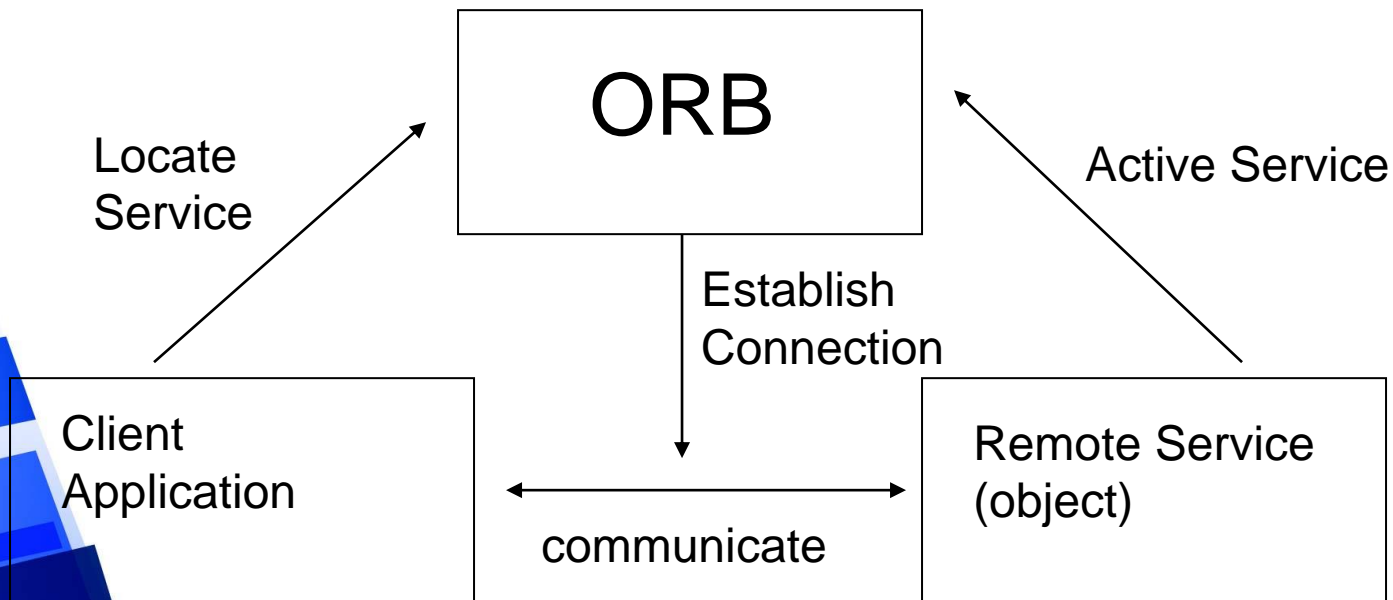 ORB
Locate
Service
Active Service
Establish
Connection
Client
Application
Remote Service
(object)
communicate